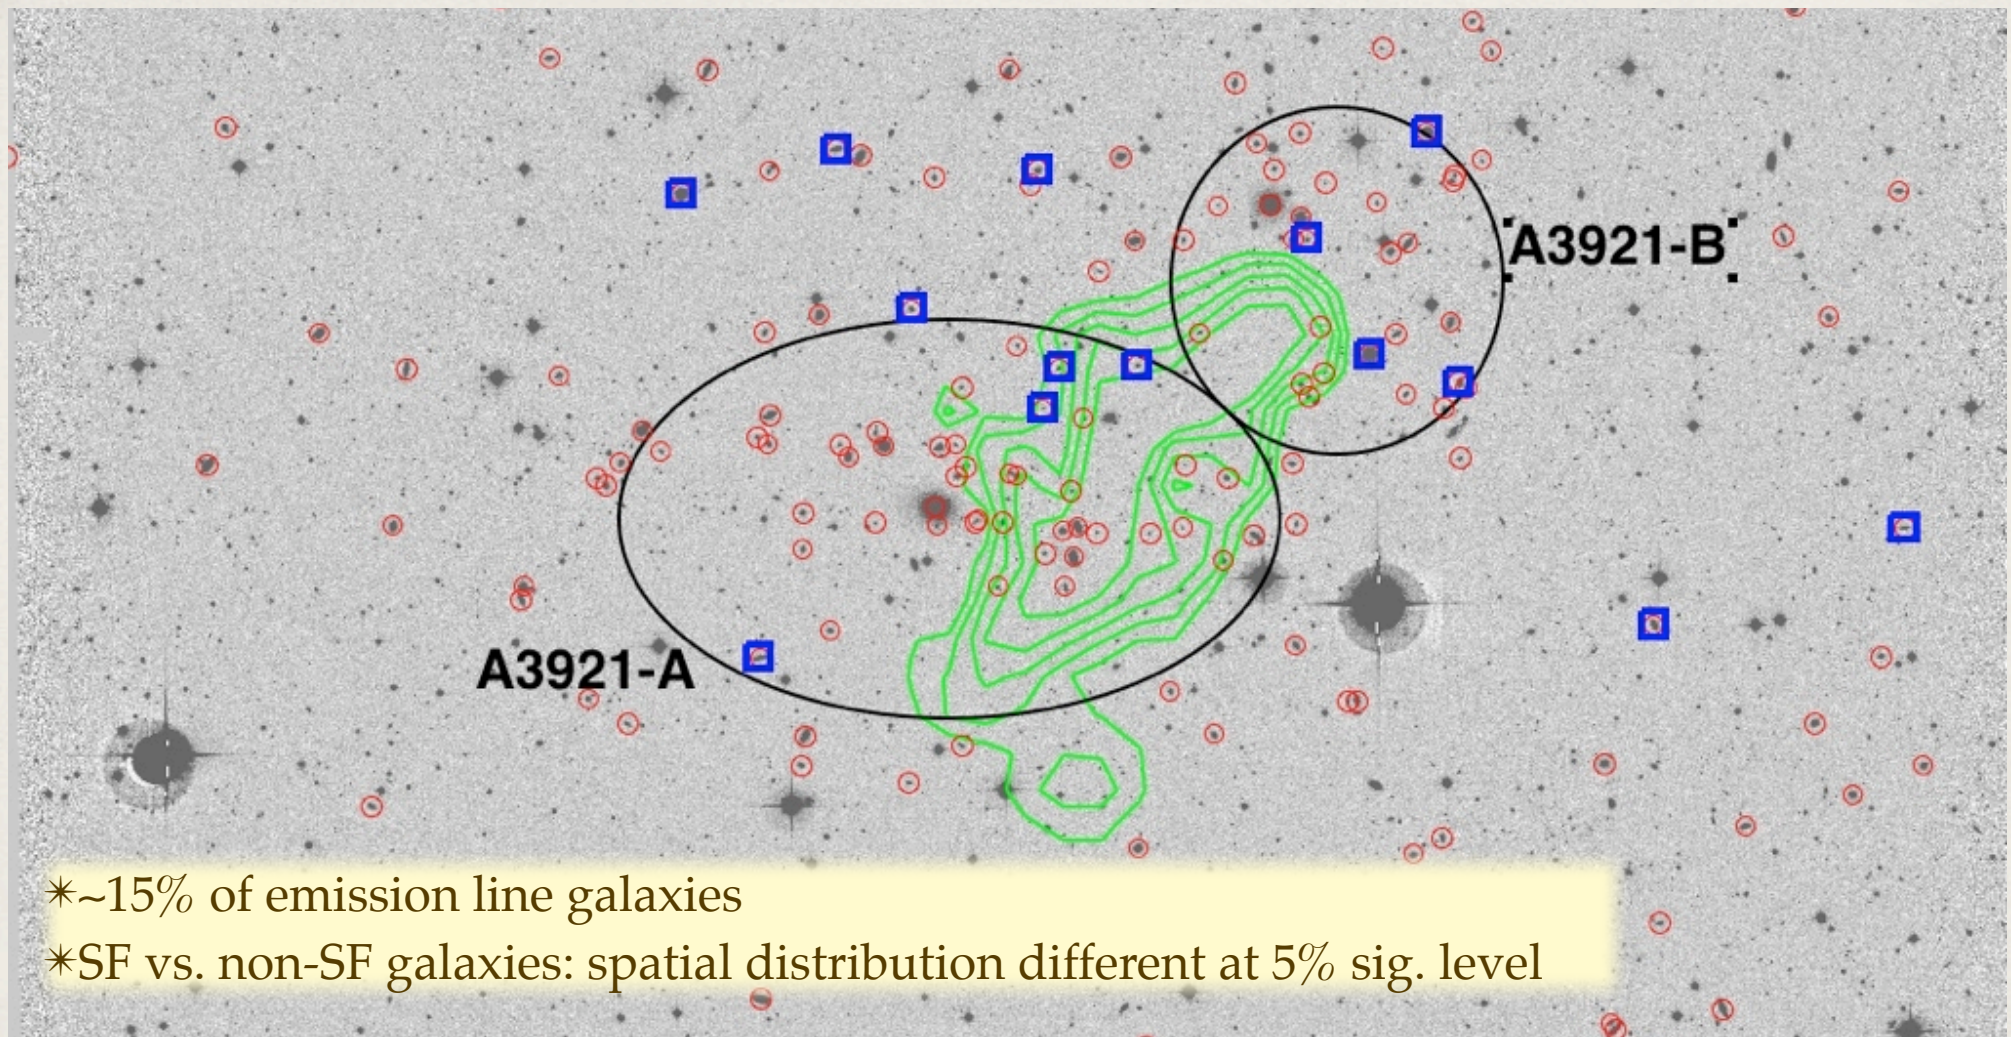 A3921-B
A3921-A
✴~15% of emission line galaxies
✴SF vs. non-SF galaxies: spatial distribution different at 5% sig. level